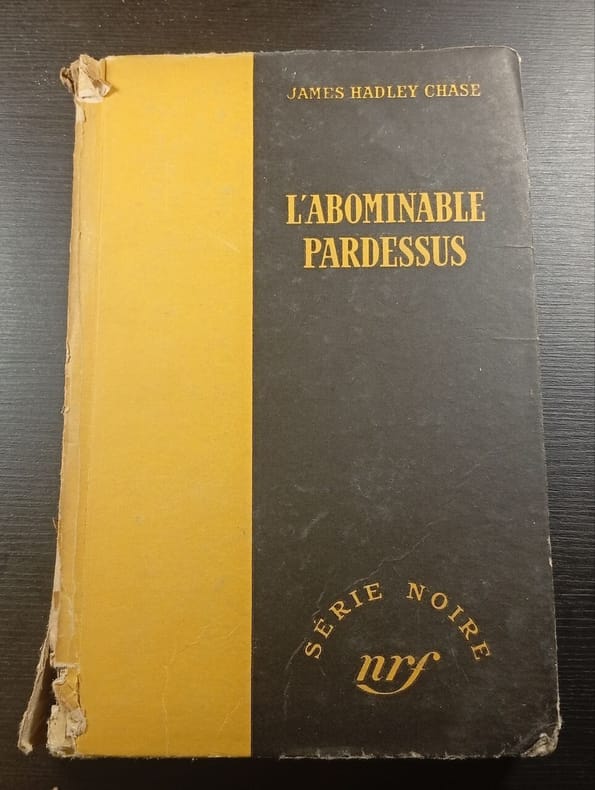 JAMES HADLEY CHASE
L'ABOMINABLE
PARDESSUS
SÉRIE NOIRE
nrf